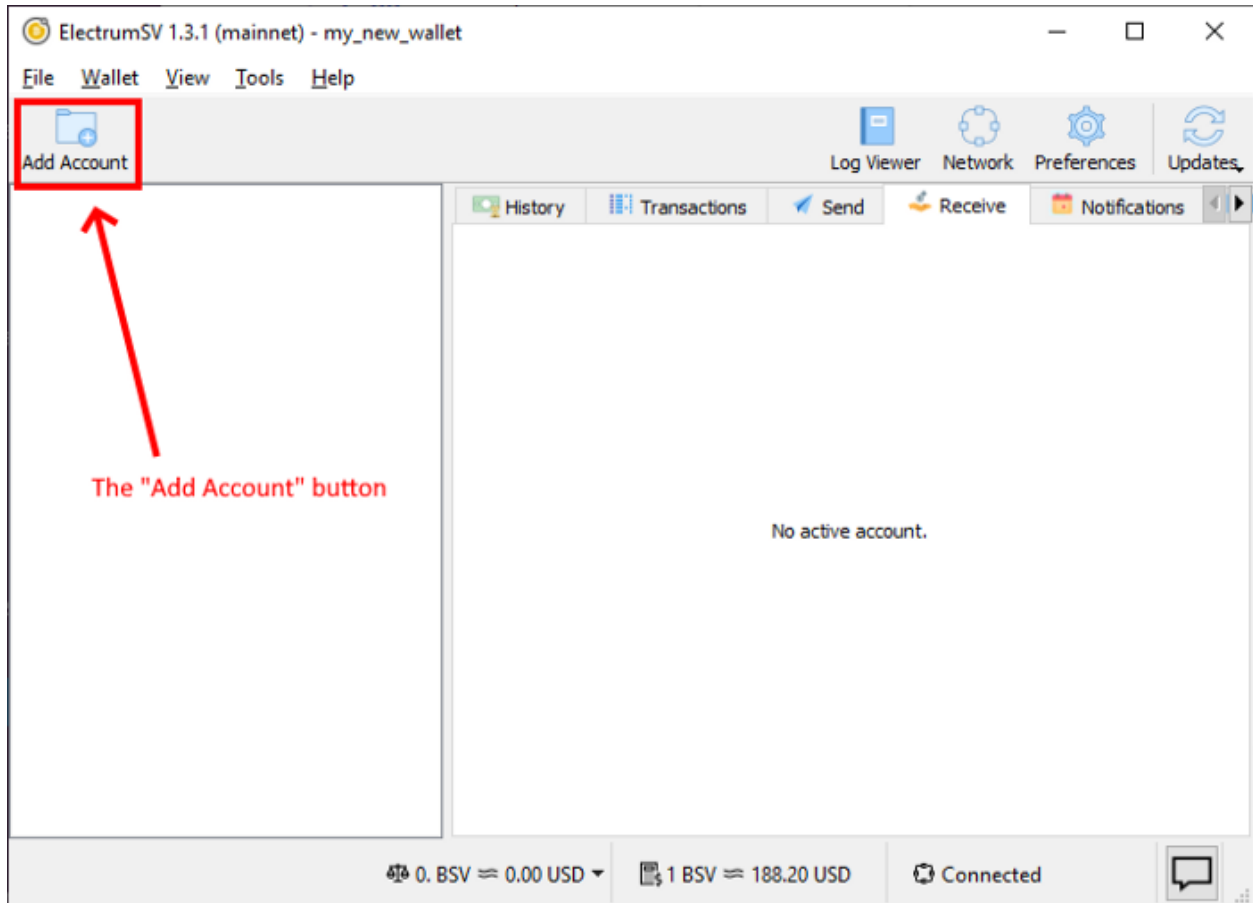 ElectrumSV 1.3.1 (mainnet) - my_new_wallet
File Wallet View Tools Help
Add Account Log Viewer Network Preferences Updates
History Transactions Send Receive Notifications
The "Add Account" button
No active account.
0. BSV ≈ 0.00 USD 1 BSV ≈ 188.20 USD Connected